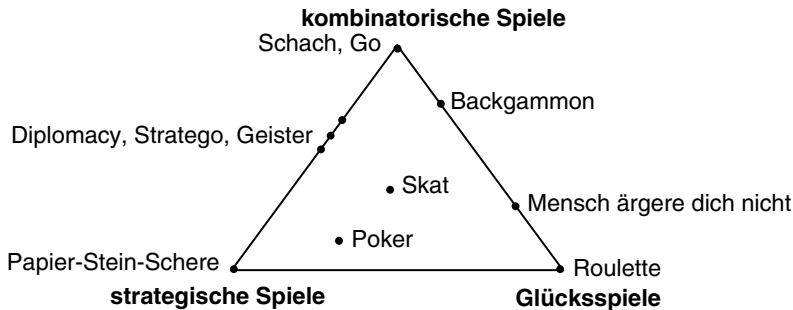 kombinatorische Spiele
Schach, Go
Backgammon
Diplomacy, Stratego, Geister
Skat
Mensch ärgere dich nicht
Poker
Papier-Stein-Schere
Roulette
strategische Spiele
Glücksspiele